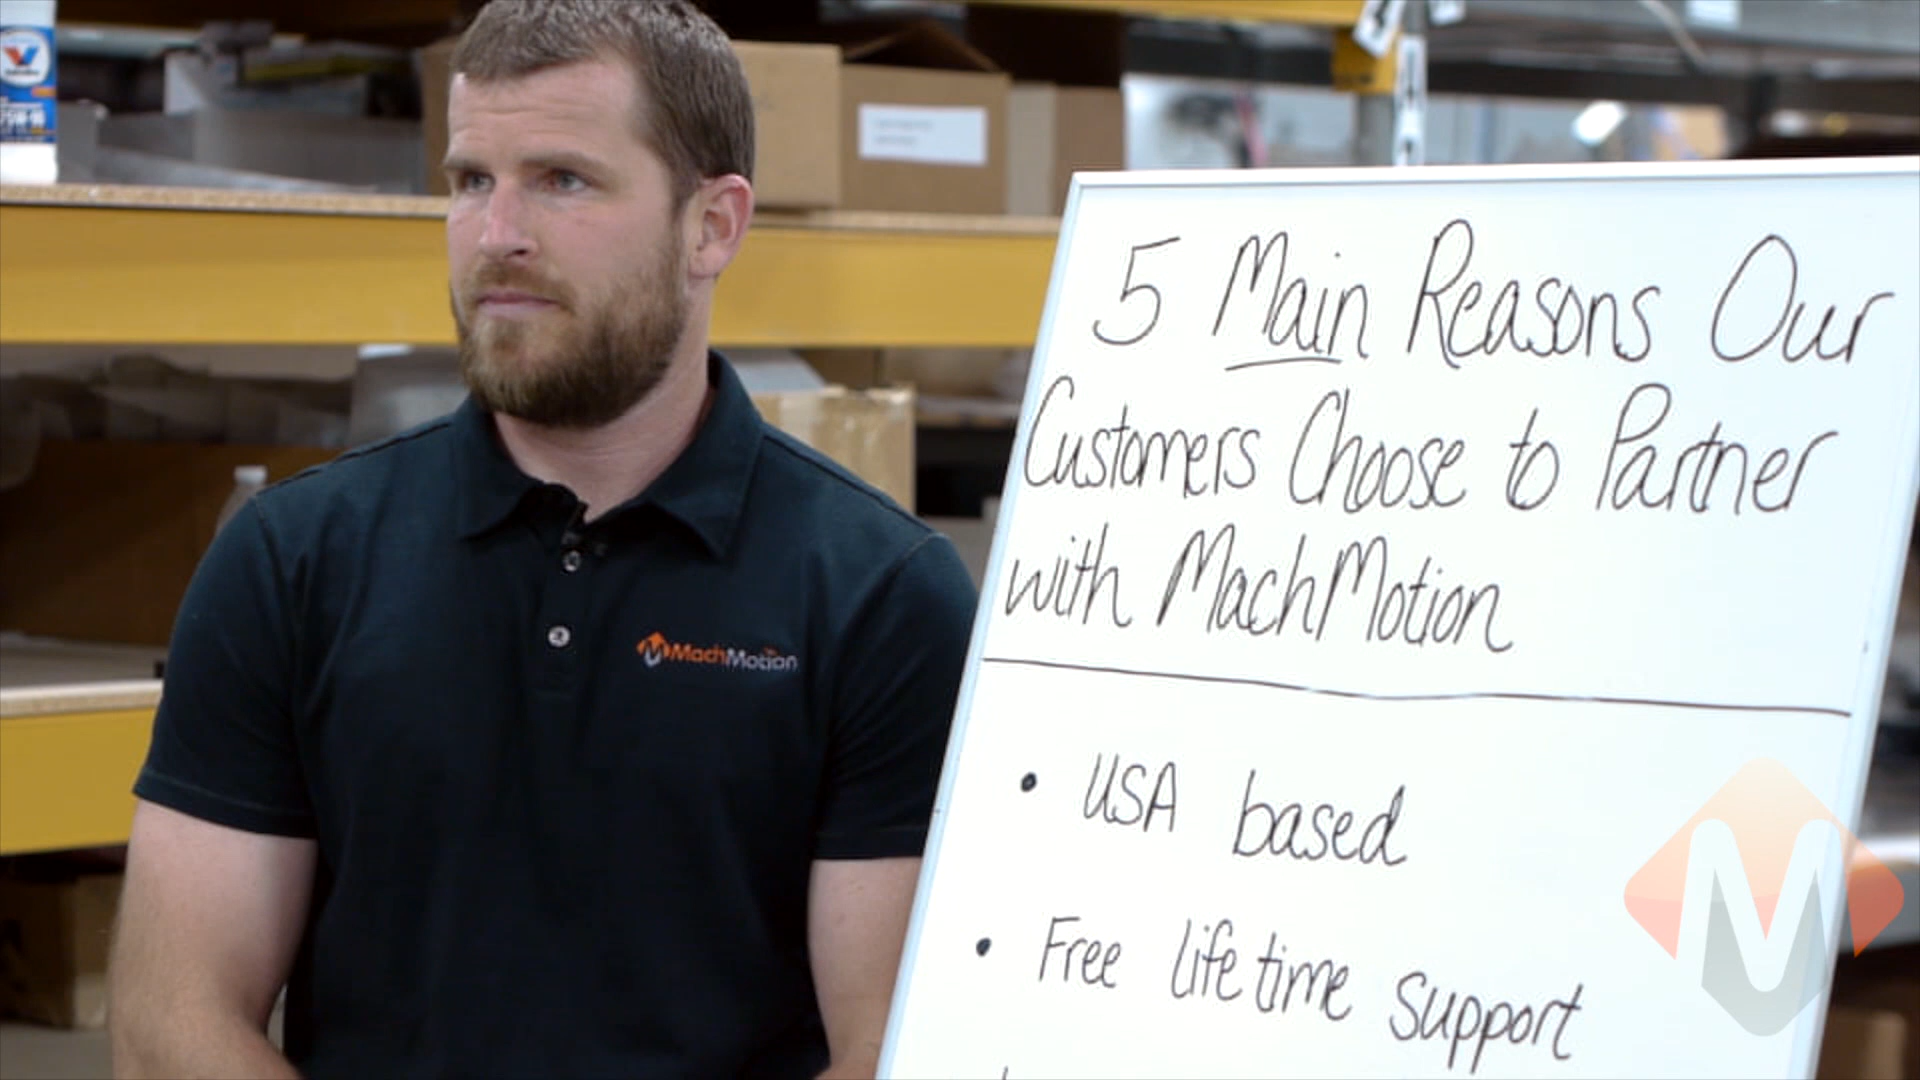 5 Main Reasons Our
Customers Choose to Partner
with MachMotion
• USA based
• Free lifetime support
MachMotion